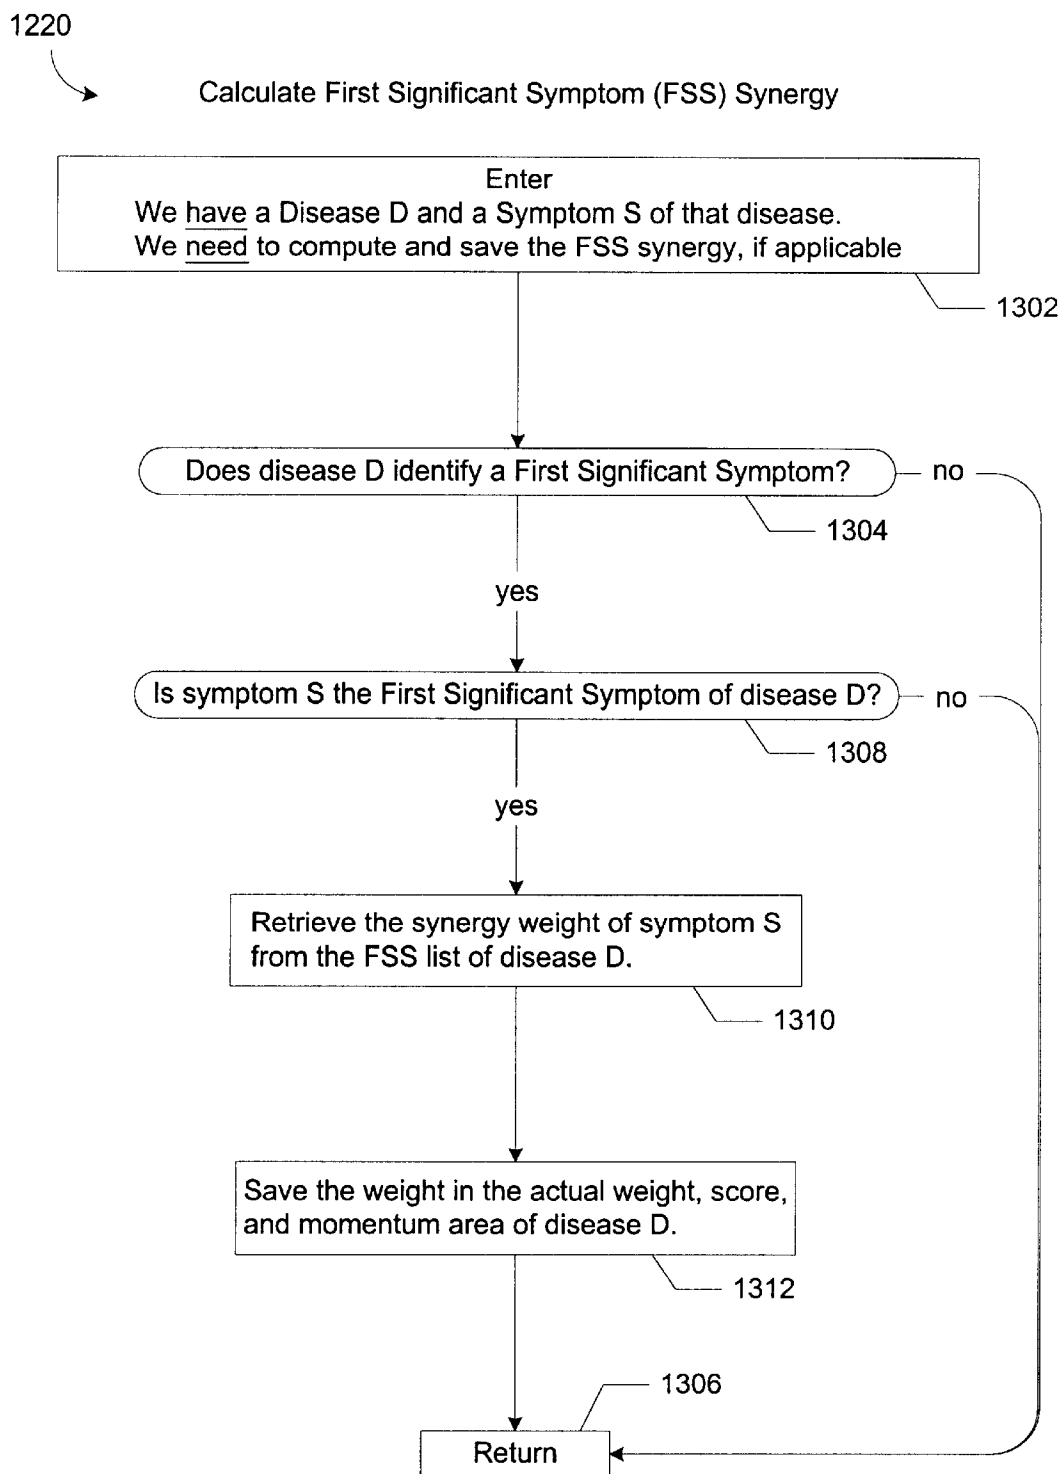 1220
Calculate First Significant Symptom (FSS) Synergy
Enter
We have a Disease D and a Symptom S of that disease.
We need to compute and save the FSS synergy, if applicable
1302
Does disease D identify a First Significant Symptom?
no
1304
yes
Is symptom S the First Significant Symptom of disease D?
no
1308
yes
Retrieve the synergy weight of symptom S
from the FSS list of disease D.
1310
Save the weight in the actual weight, score,
and momentum area of disease D.
1312
1306
Return